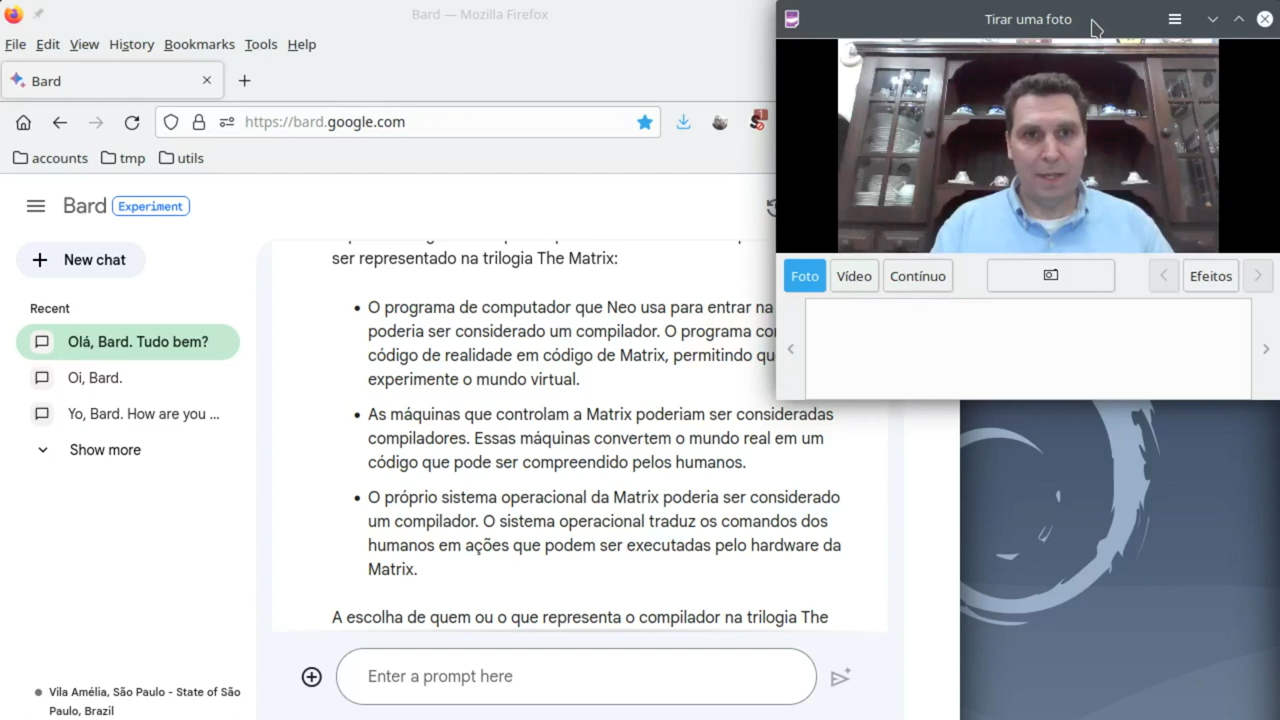 Bard — Mozilla Firefox
File Edit View History Bookmarks Tools Help
Bard
https://bard.google.com
accounts tmp utils
Bard Experiment
New chat
Recent
Olá, Bard. Tudo bem?
Oi, Bard.
Yo, Bard. How are you ...
Show more
Vila Amélia, São Paulo - State of São
Paulo, Brazil
ser representado na trilogia The Matrix:
• O programa de computador que Neo usa para entrar na
poderia ser considerado um compilador. O programa
código de realidade em código de Matrix, permitindo
experimente o mundo virtual.
• As máquinas que controlam a Matrix poderiam ser consideradas
compiladores. Essas máquinas convertem o mundo real em um
código que pode ser compreendido pelos humanos.
• O próprio sistema operacional da Matrix poderia ser considerado
um compilador. O sistema operacional traduz os comandos dos
humanos em ações que podem ser executadas pelo hardware da
Matrix.
A escolha de quem ou o que representa o compilador na trilogia The
Enter a prompt here
Tirar uma foto
Foto Vídeo Contínuo Efeitos
1